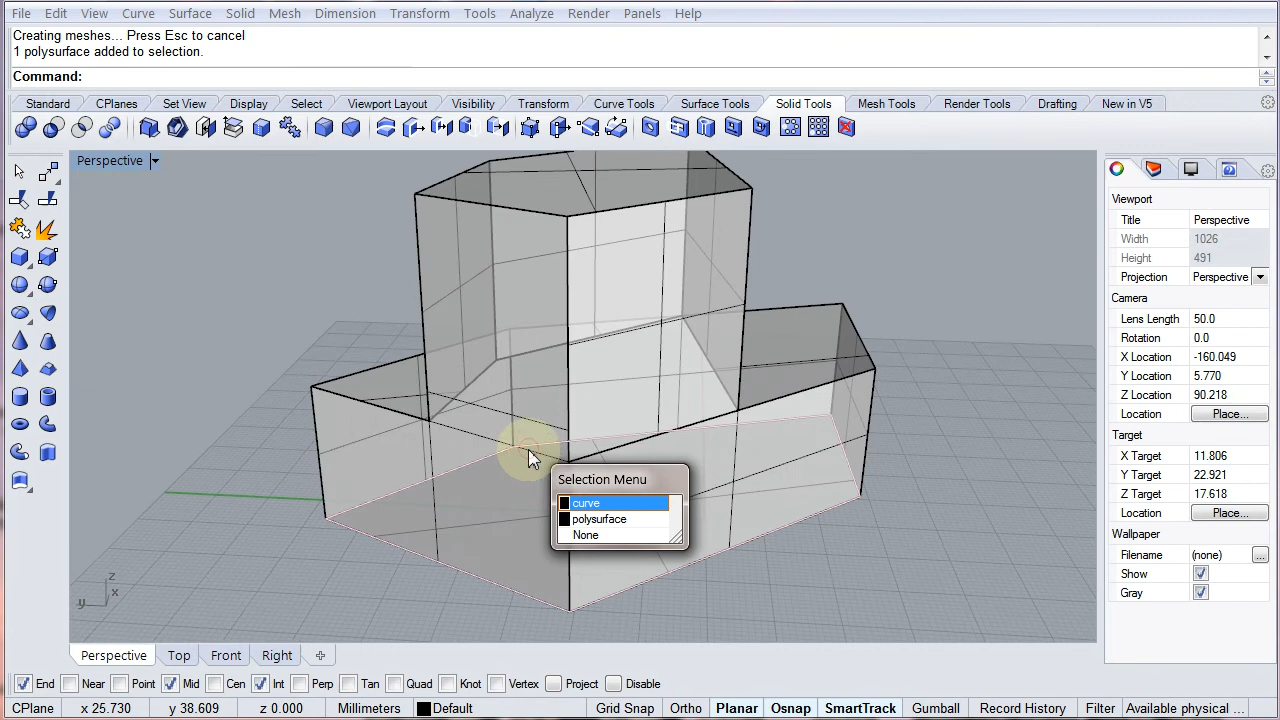 File Edit View Curve Surface Solid Mesh Dimension Transform Tools Analyze Render Panels Help
Creating meshes... Press Esc to cancel
1 polysurface added to selection.
Command:
Standard CPlanes Set View Display Select Viewport Layout Visibility Transform Curve Tools Surface Tools Solid Tools Mesh Tools Render Tools Drafting New in V5
Perspective
Viewport
Title Perspective
Width 1026
Height 491
Projection Perspective
Camera
Lens Length 50.0
Rotation 0.0
X Location -160.049
Y Location 5.770
Z Location 90.218
Location Place...
Target
X Target 11.806
Y Target 22.921
Z Target 17.618
Location Place...
Wallpaper
Filename (none) ...
Show
Gray
Selection Menu
curve
polysurface
None
z
y x
Perspective Top Front Right
End Near Point Mid Cen Int Perp Tan Quad Knot Vertex Project Disable
CPlane x 25.730 y 38.609 z 0.000 Millimeters Default Grid Snap Ortho Planar Osnap SmartTrack Gumball Record History Filter Available physical ...